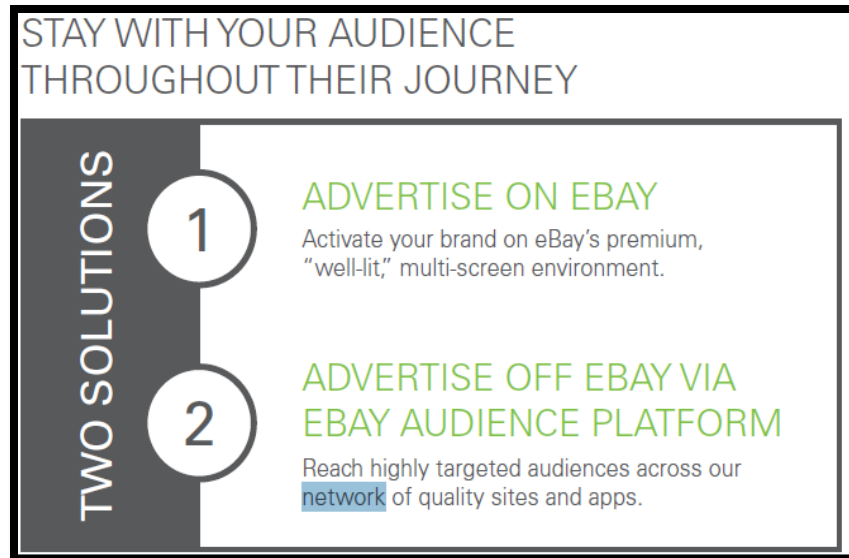 STAY WITH YOUR AUDIENCE
THROUGHOUT THEIR JOURNEY
TWO SOLUTIONS
1
ADVERTISE ON EBAY
Activate your brand on eBay's premium,
“well-lit,” multi-screen environment.
2
ADVERTISE OFF EBAY VIA
EBAY AUDIENCE PLATFORM
Reach highly targeted audiences across our
network of quality sites and apps.